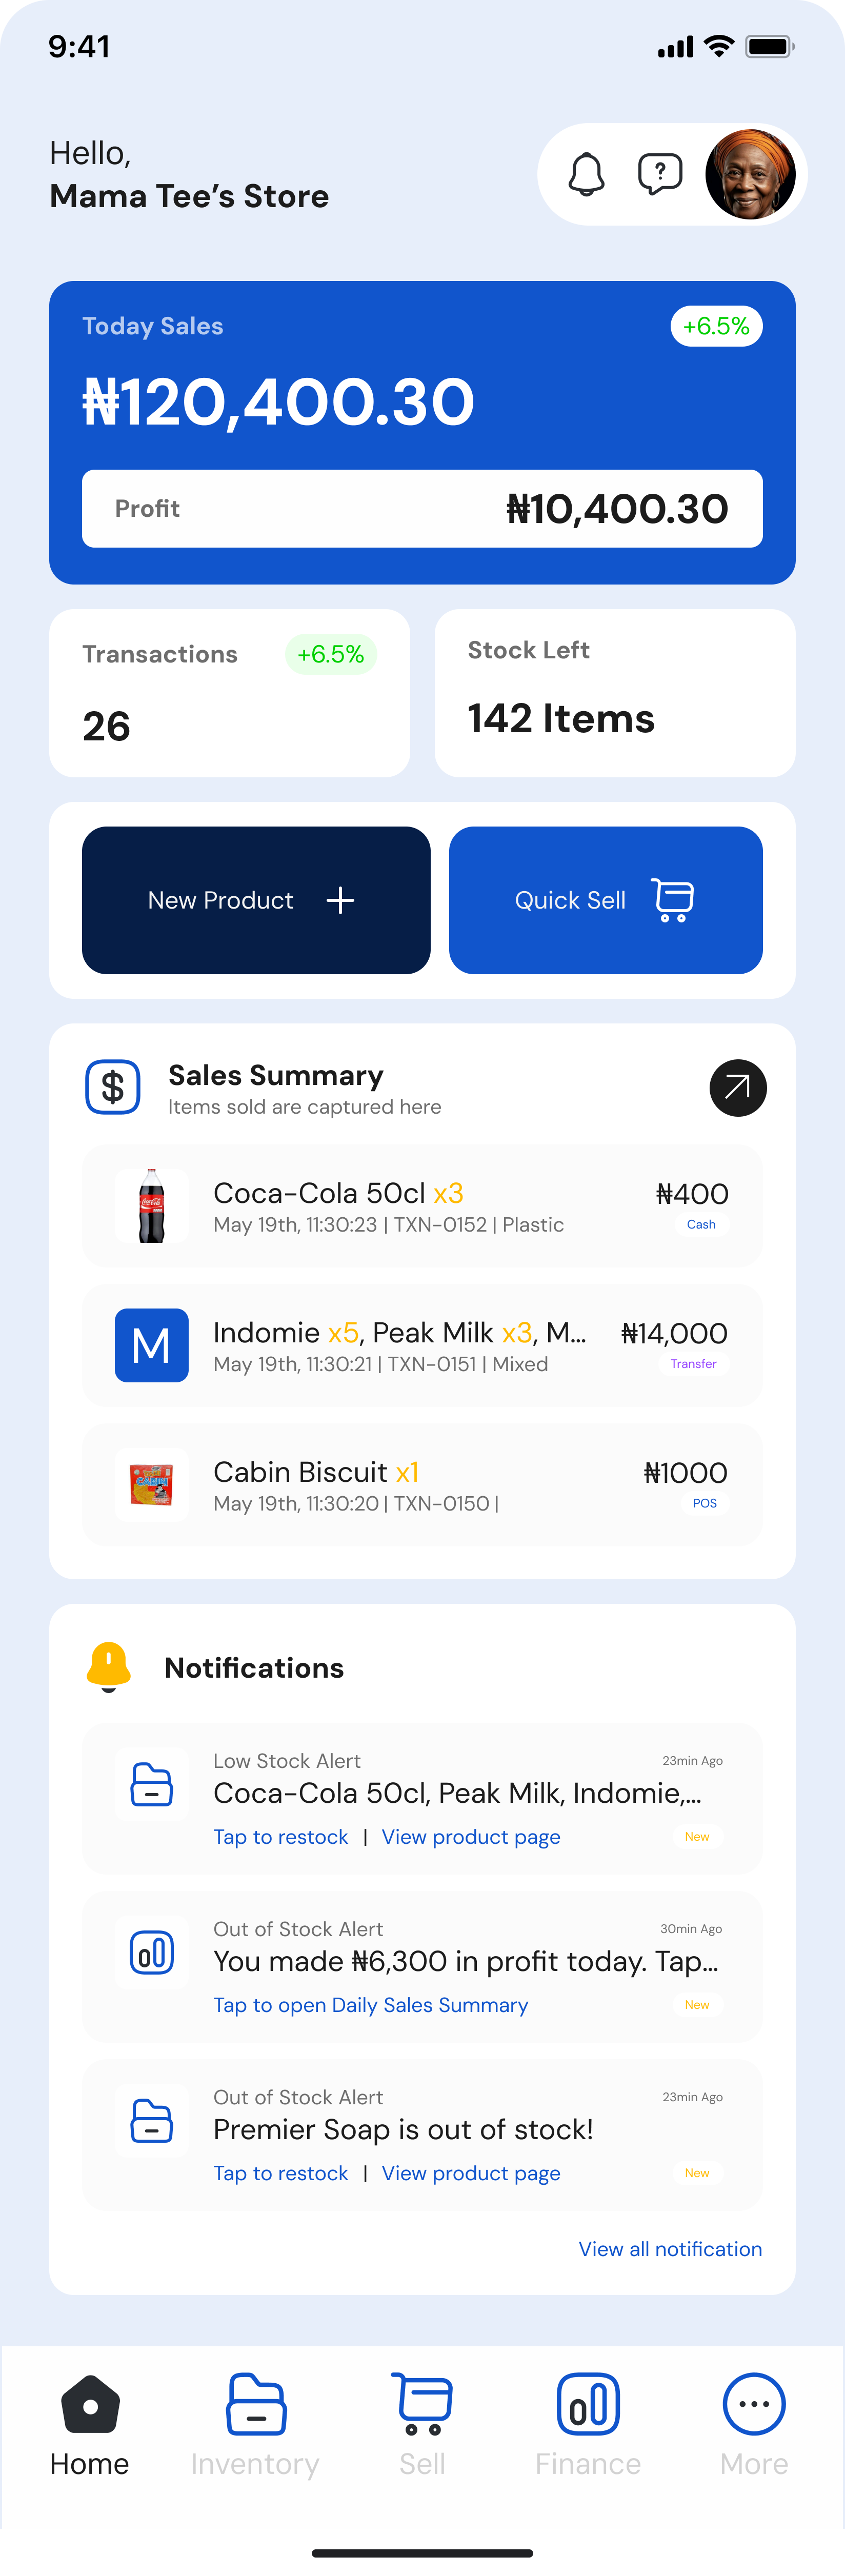 9:41
Hello,
Mama Tee’s Store
Today Sales
+6.5%
₦120,400.30
Profit
₦10,400.30
Transactions
+6.5%
26
Stock Left
142 Items
New Product
Quick Sell
Sales Summary
Items sold are captured here
Coca-Cola 50cl x3
₦400
May 19th, 11:30:23 | TXN-0152 | Plastic
Cash
M
Indomie x5, Peak Milk x3, M...
₦14,000
May 19th, 11:30:21 | TXN-0151 | Mixed
Transfer
Cabin Biscuit x1
₦1000
May 19th, 11:30:20 | TXN-0150 |
POS
Notifications
Low Stock Alert
23min Ago
Coca-Cola 50cl, Peak Milk, Indomie,...
Tap to restock | View product page
New
Out of Stock Alert
30min Ago
You made ₦6,300 in profit today. Tap...
Tap to open Daily Sales Summary
New
Out of Stock Alert
23min Ago
Premier Soap is out of stock!
Tap to restock | View product page
New
View all notification
Home
Inventory
Sell
Finance
More